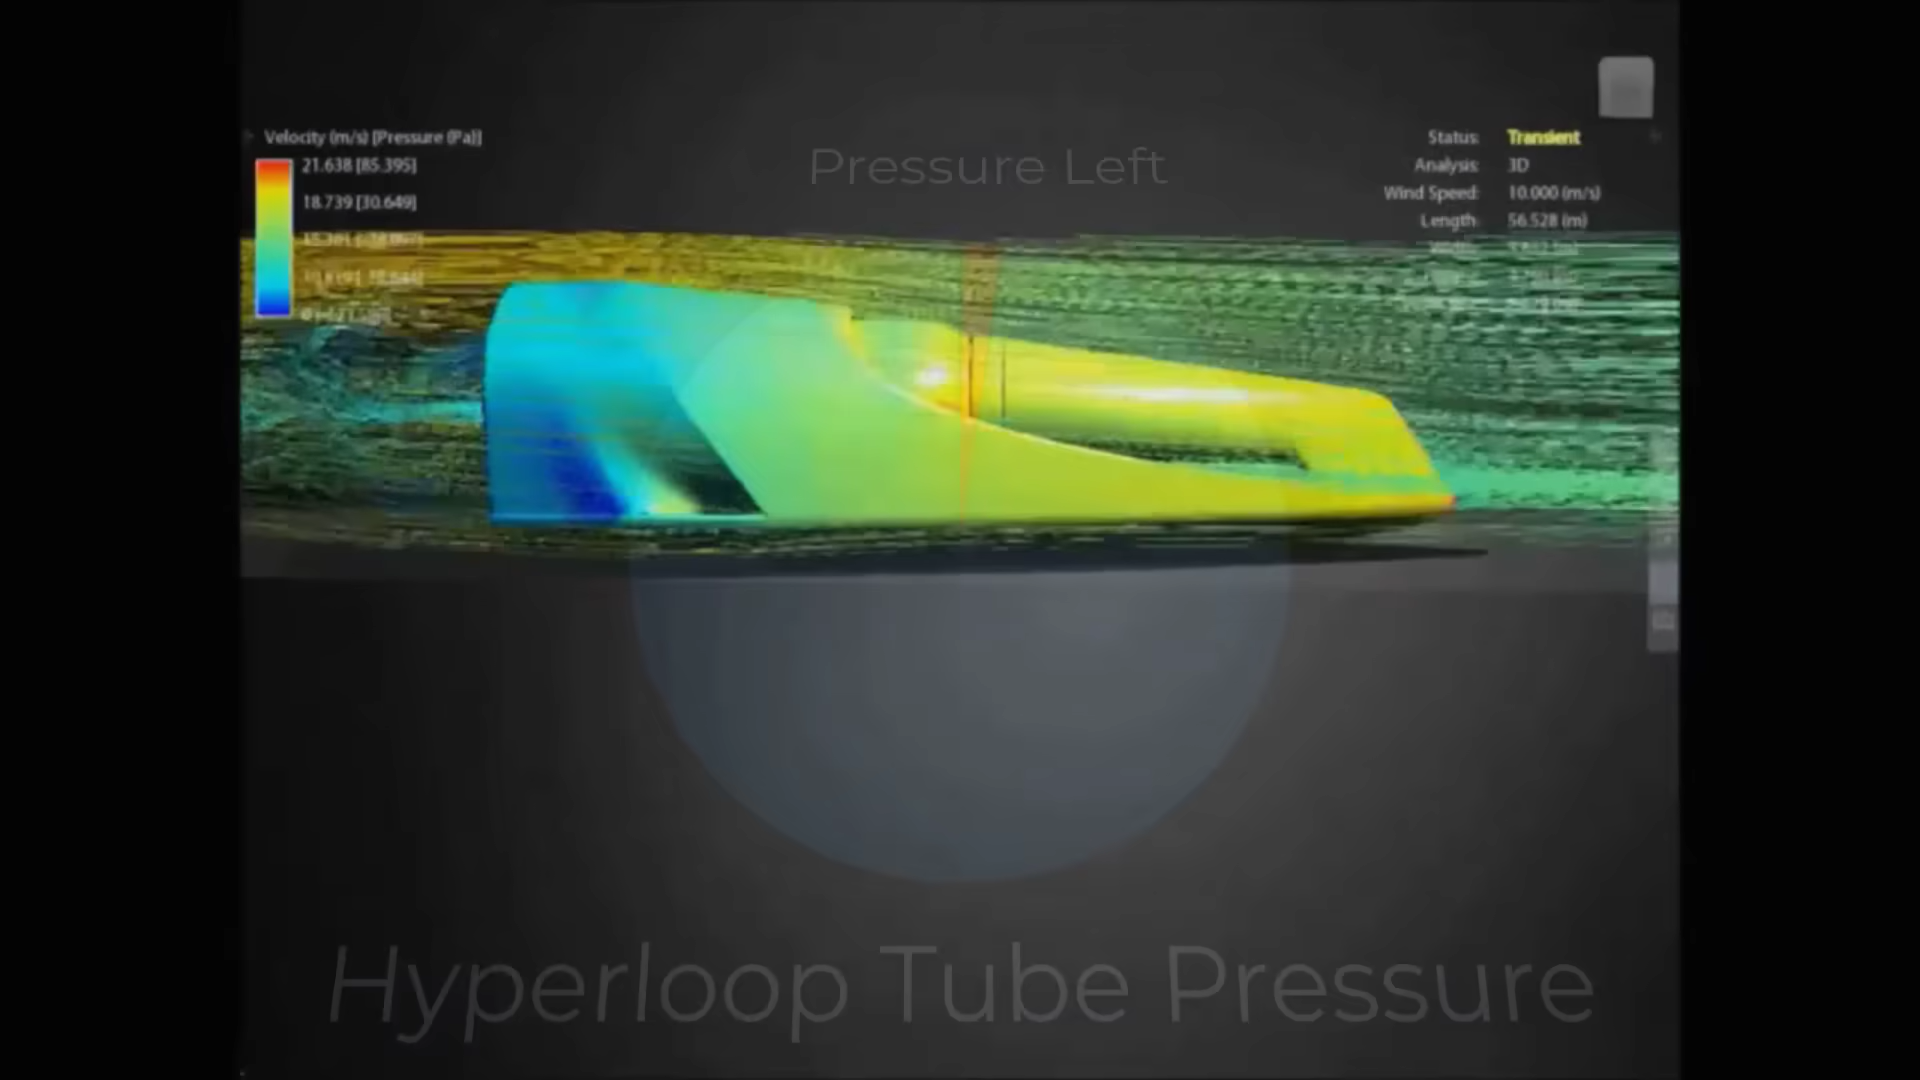 Velocity (m/s) [Pressure (Pa)]
21.638 [85.395]
18.739 [30.649]
Pressure Left
Status: Transient
Analysis: 3D
Wind Speed: 10.000 (m/s)
Length: 56.528 (m)
Hyperloop Tube Pressure